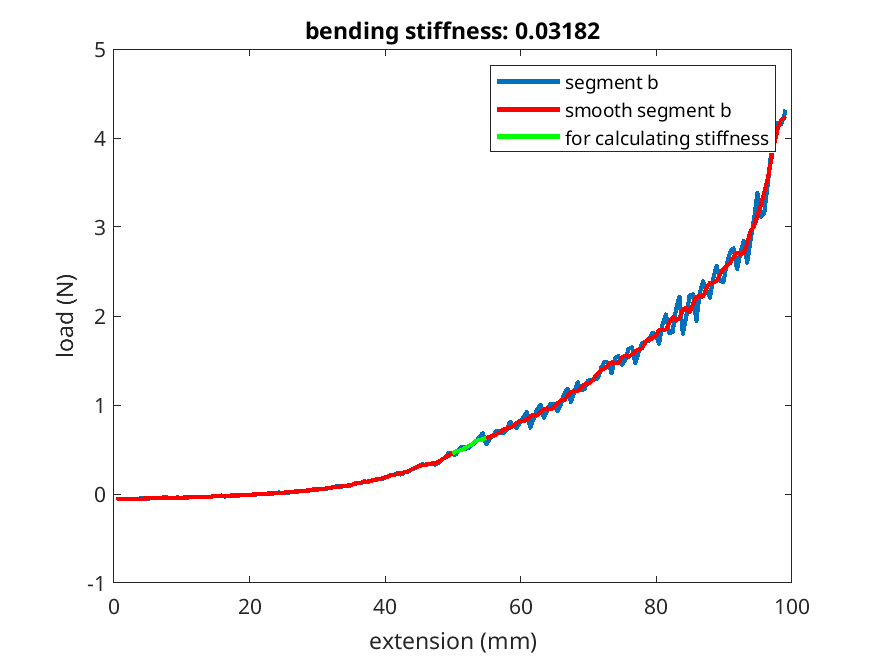 bending stiffness: 0.03182
5
4
3
2
1
0
-1
load (N)
segment b
smooth segment b
for calculating stiffness
0 20 40 60 80 100
extension (mm)